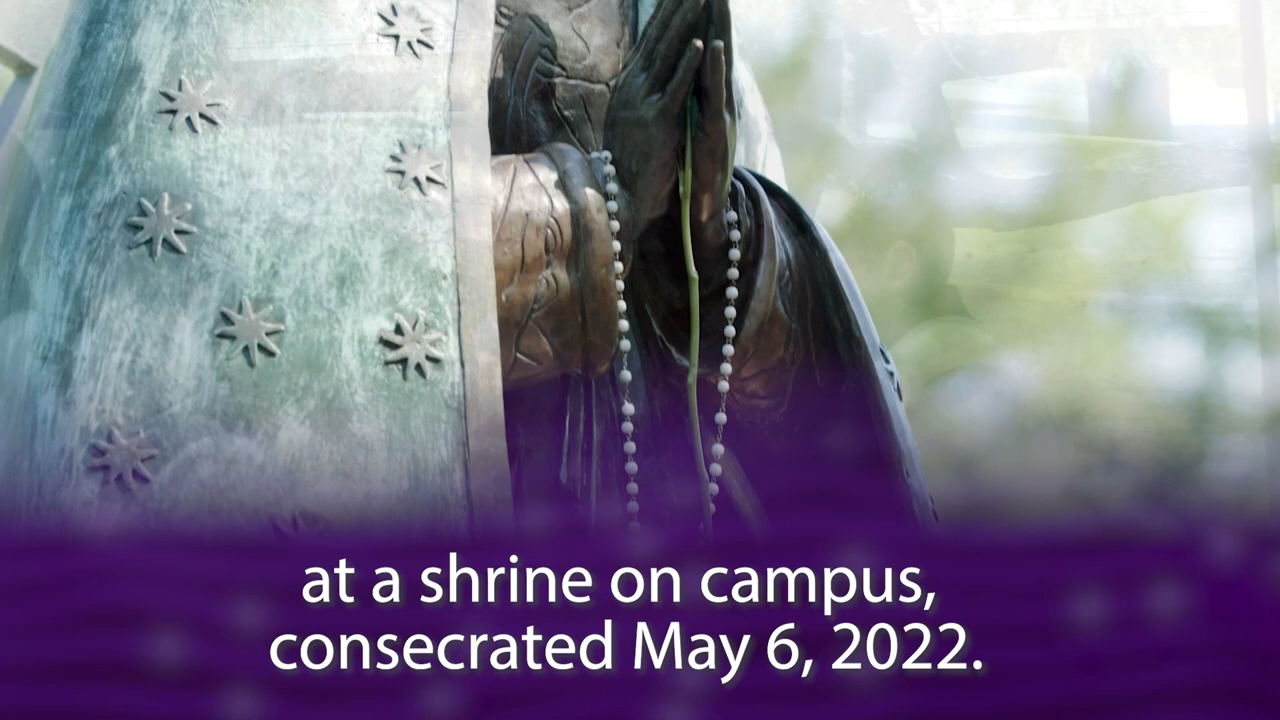 at a shrine on campus,
consecrated May 6, 2022.